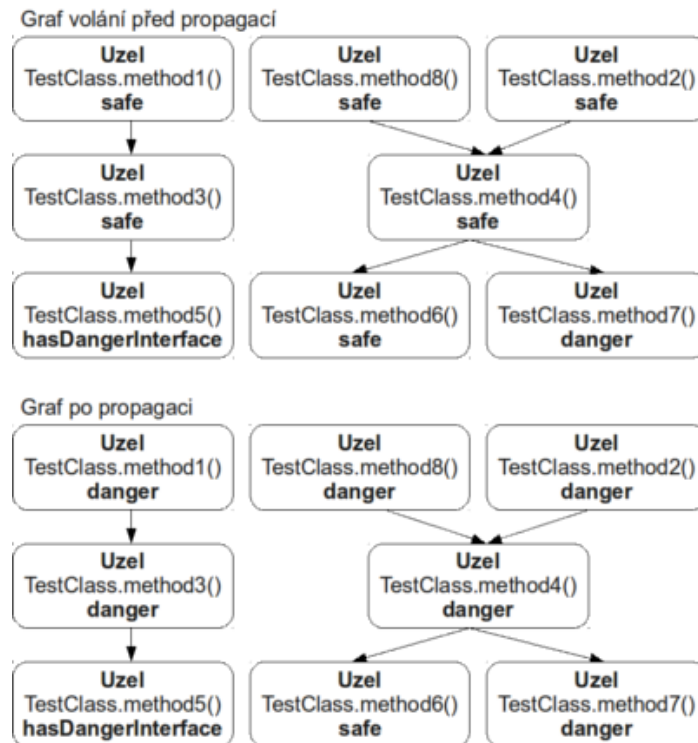 Graf volání před propagací
Uzel
TestClass.method1()
safe
Uzel
TestClass.method8()
safe
Uzel
TestClass.method2()
safe
Uzel
TestClass.method3()
safe
Uzel
TestClass.method4()
safe
Uzel
TestClass.method5()
hasDangerInterface
Uzel
TestClass.method6()
safe
Uzel
TestClass.method7()
danger
Graf po propagaci
Uzel
TestClass.method1()
danger
Uzel
TestClass.method8()
danger
Uzel
TestClass.method2()
danger
Uzel
TestClass.method3()
danger
Uzel
TestClass.method4()
danger
Uzel
TestClass.method5()
hasDangerInterface
Uzel
TestClass.method6()
safe
Uzel
TestClass.method7()
danger